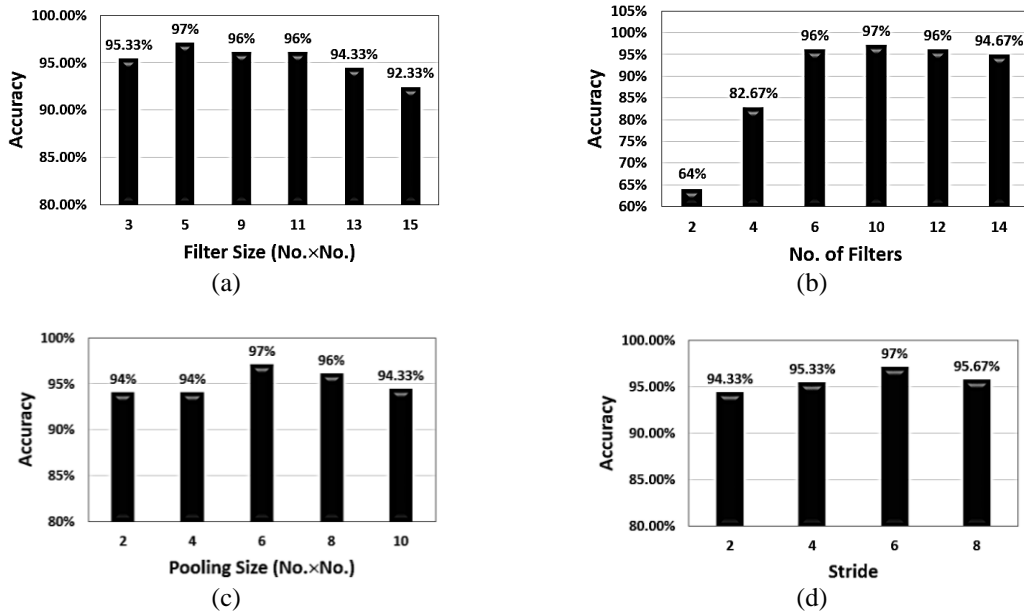 100.00%
95.00%
90.00%
85.00%
80.00%
Accuracy
95.33%
97%
96%
96%
94.33%
92.33%
3 5 9 11 13 15
Filter Size (No.×No.)
(a)
105%
100%
95%
90%
85%
80%
75%
70%
65%
60%
Accuracy
64%
82.67%
96%
97%
96%
94.67%
2 4 6 10 12 14
No. of Filters
(b)
100%
95%
90%
85%
80%
Accuracy
94%
94%
97%
96%
94.33%
2 4 6 8 10
Pooling Size (No.×No.)
(c)
100.00%
95.00%
90.00%
85.00%
80.00%
Accuracy
94.33%
95.33%
97%
95.67%
2 4 6 8
Stride
(d)